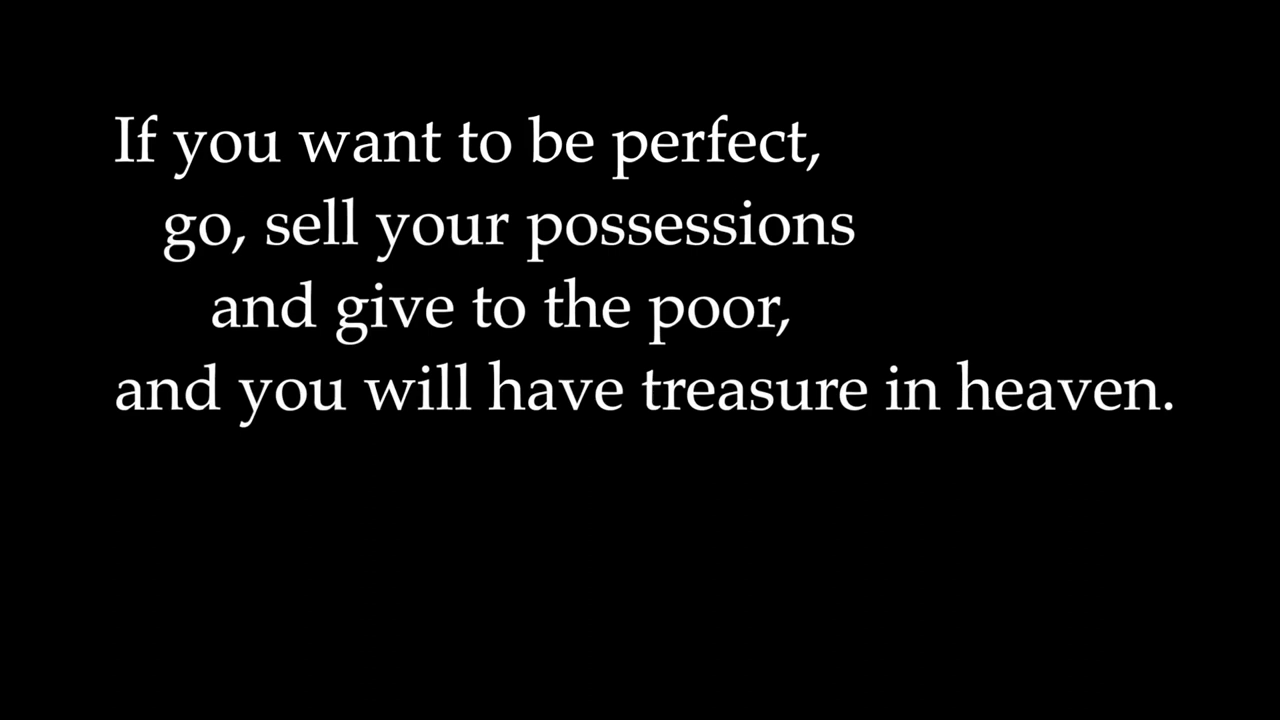 If you want to be perfect,
go, sell your possessions
and give to the poor,
and you will have treasure in heaven.